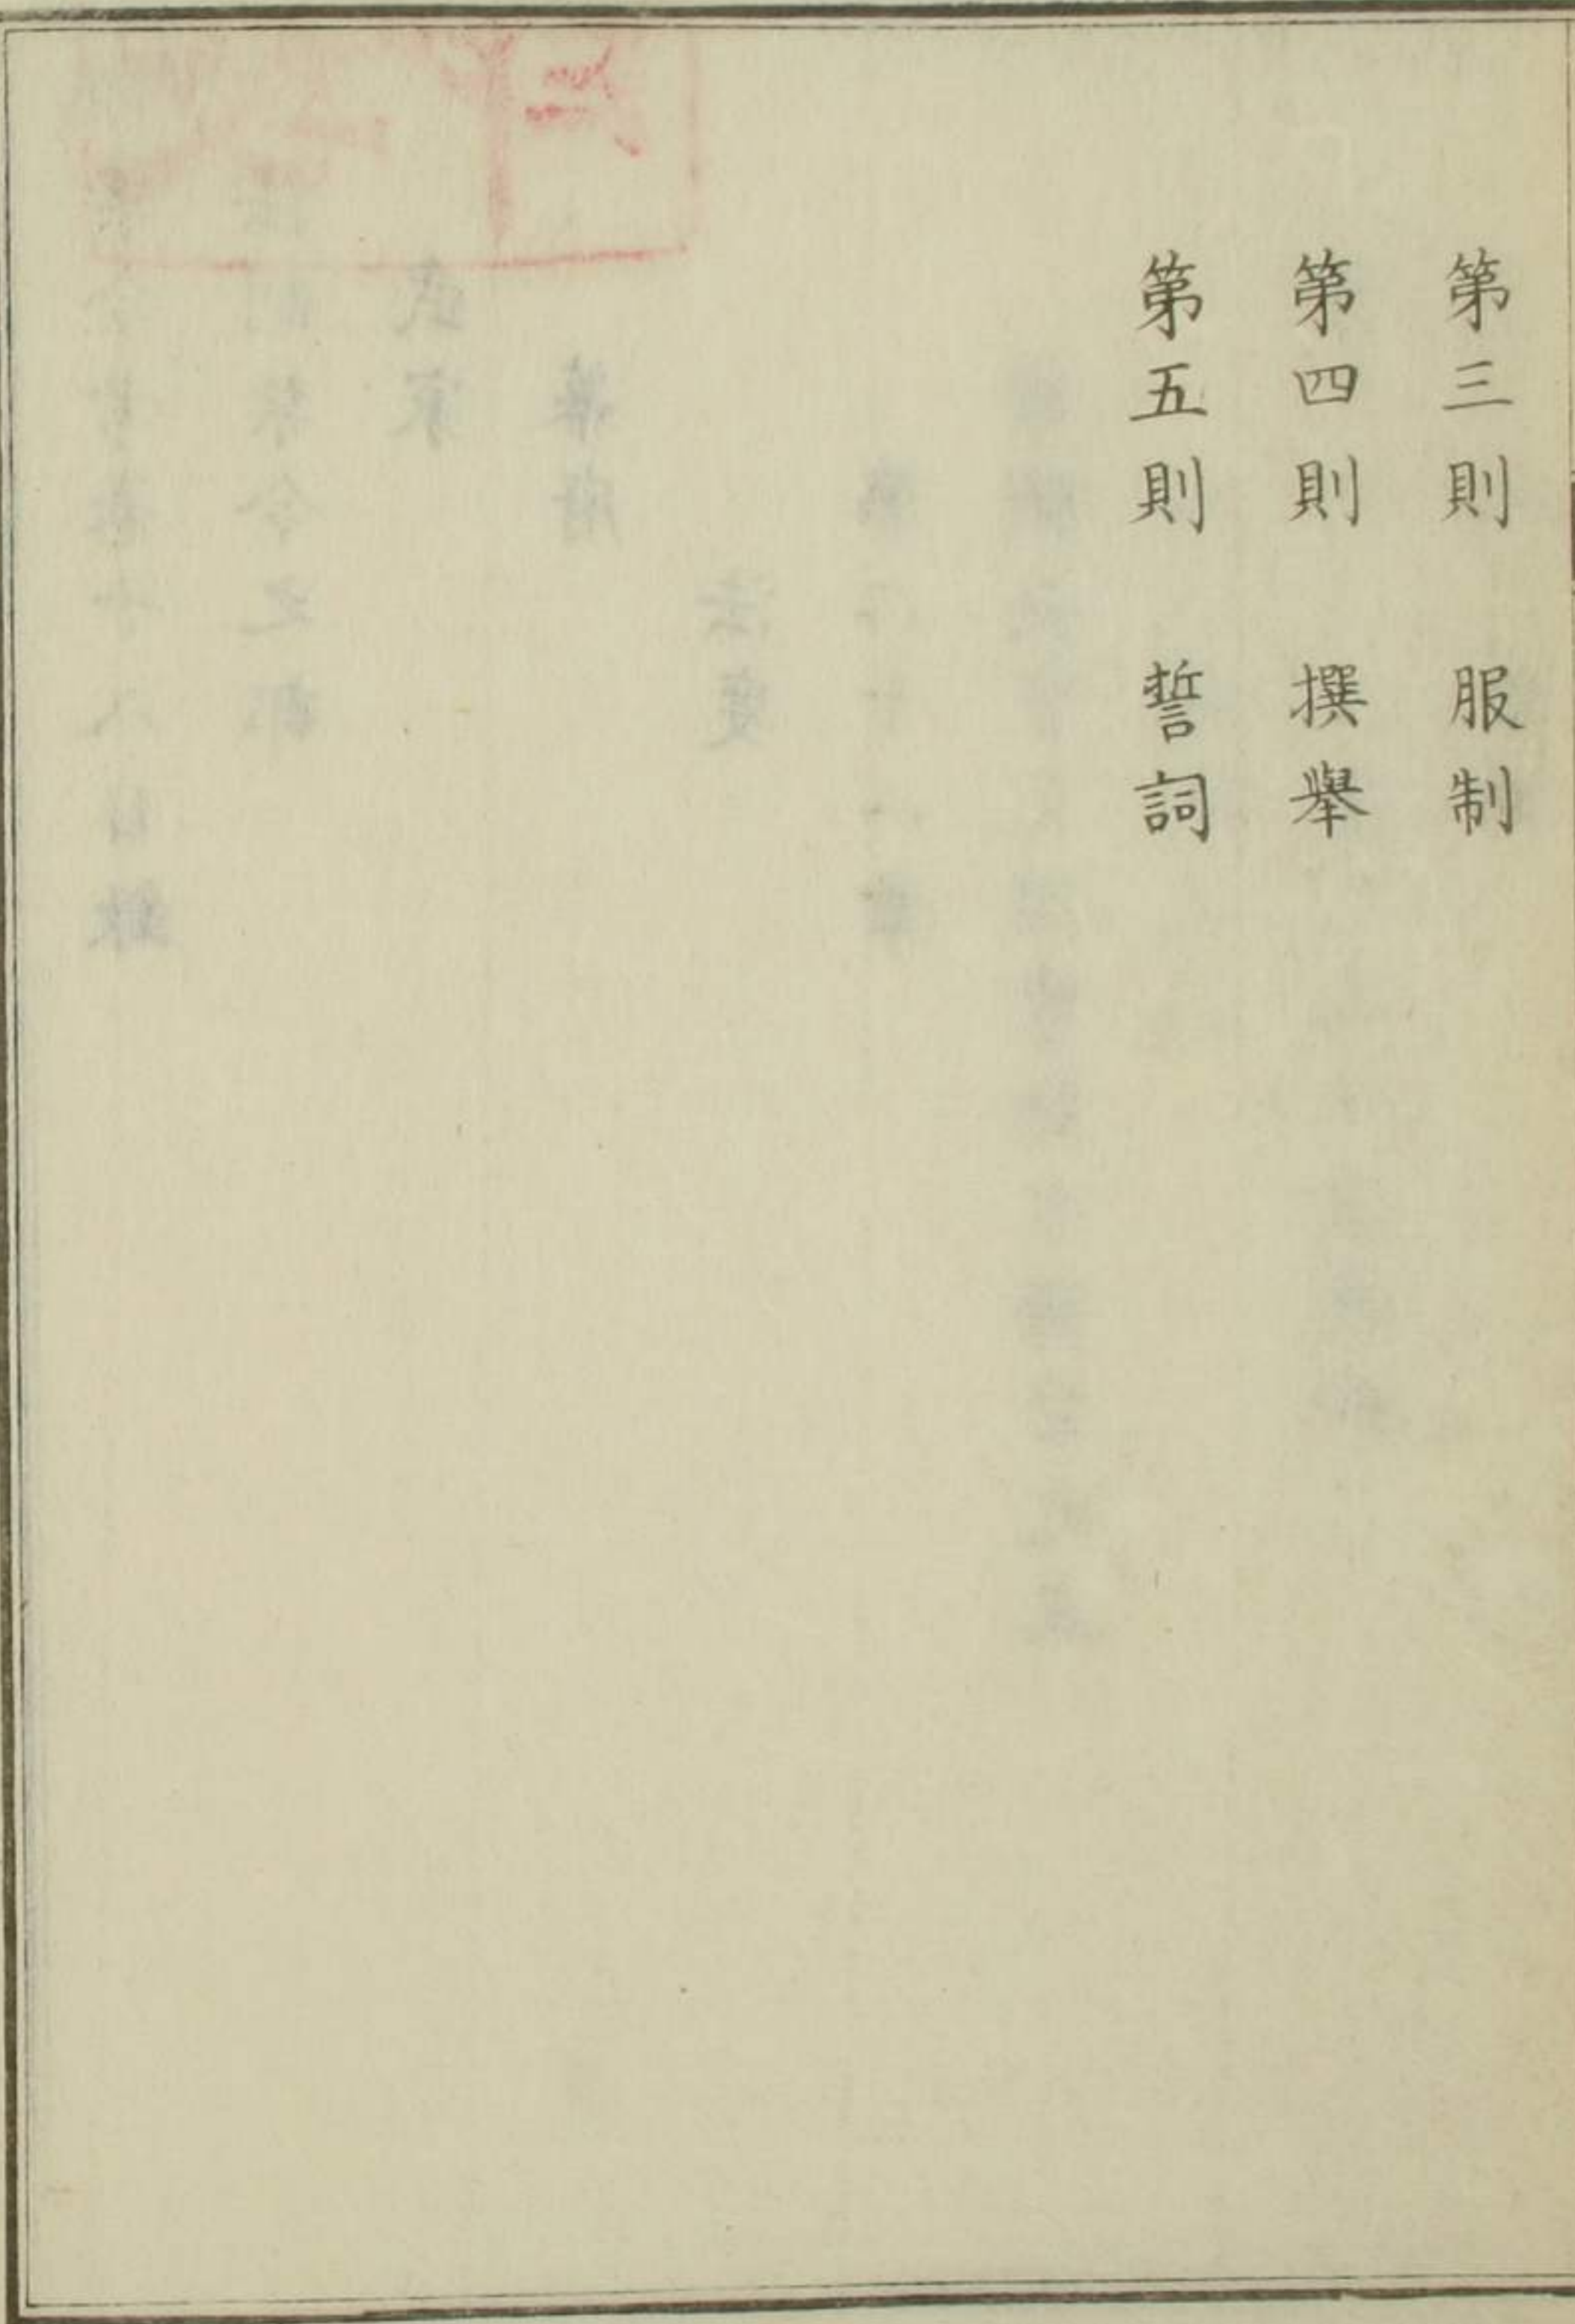 第三則　服制
第四則　撰舉
第五則　誓詞